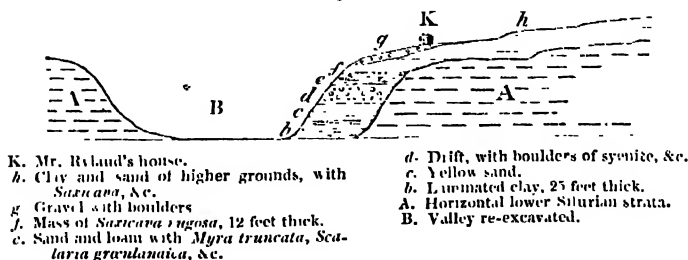 K
h
g
f
e
d
c
b
A
B
A
K. Mr. Ryland's house.
h. Clay and sand of higher grounds, with
Saxicava, &c.
g Gravel with boulders
f. Mass of Saxicava rugosa, 12 feet thick.
e. Sand and loam with Mya truncata, Sca-
laria grœnlandica, &c.
d. Drift, with boulders of syenite, &c.
c. Yellow sand.
b. Laminated clay, 25 feet thick.
A. Horizontal lower Silurian strata.
B. Valley re-excavated.